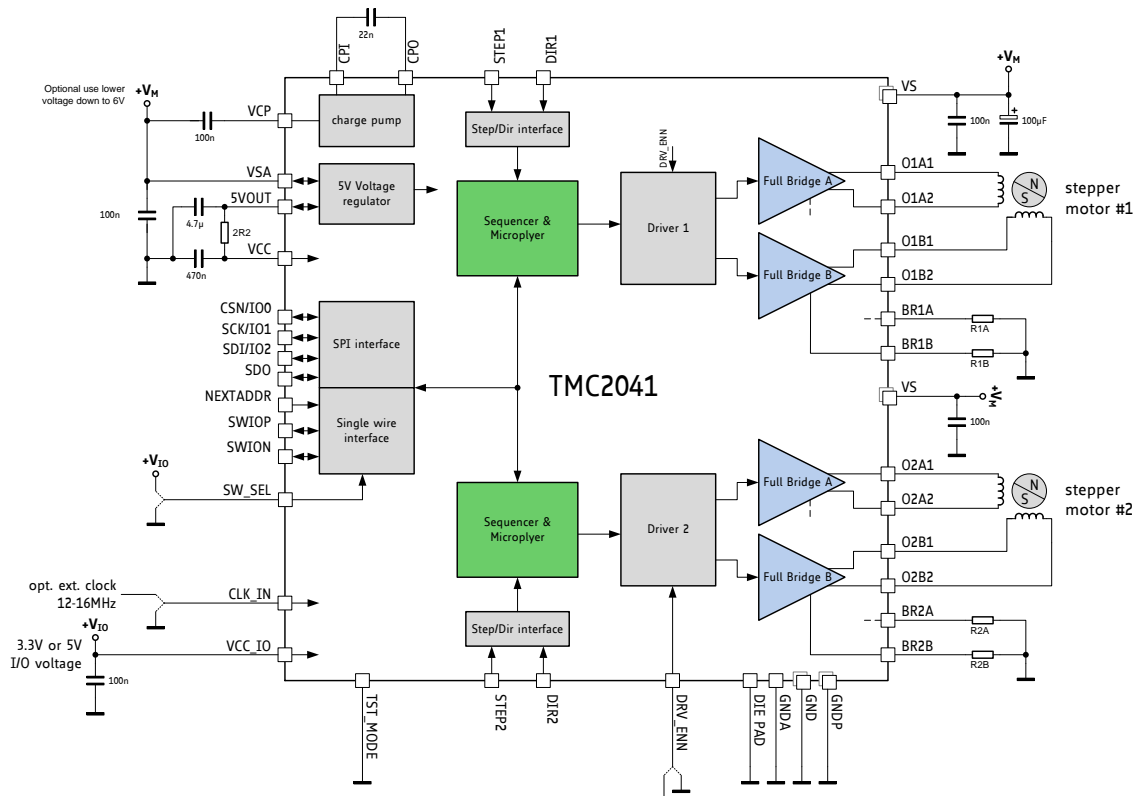 22n
CPI
CPO
STEP1
DIR1
Optional use lower
voltage down to 6V
+VM
VCP
100n
charge pump
Step/Dir interface
VS
+VM
100n
+
100µF
VSA
5VOUT
5V Voltage
regulator
100n
4.7µ
2R2
VCC
470n
Sequencer &
Microplyer
DRV_ENN
Driver 1
Full Bridge A
Full Bridge B
O1A1
O1A2
O1B1
O1B2
N
S
stepper
motor #1
BR1A
R1A
BR1B
R1B
CSN/IO0
SCK/IO1
SDI/IO2
SDO
NEXTADDR
SWIOP
SWION
SPI interface
Single wire
interface
TMC2041
VS
+VM
100n
+VIO
SW_SEL
Sequencer &
Microplyer
Driver 2
Full Bridge A
Full Bridge B
O2A1
O2A2
O2B1
O2B2
N
S
stepper
motor #2
opt. ext. clock
12-16MHz
CLK_IN
Step/Dir interface
BR2A
R2A
BR2B
R2B
+VIO
3.3V or 5V
I/O voltage
VCC_IO
100n
TST_MODE
STEP2
DIR2
DRV_ENN
DIE PAD
GNDA
GND
GNDP